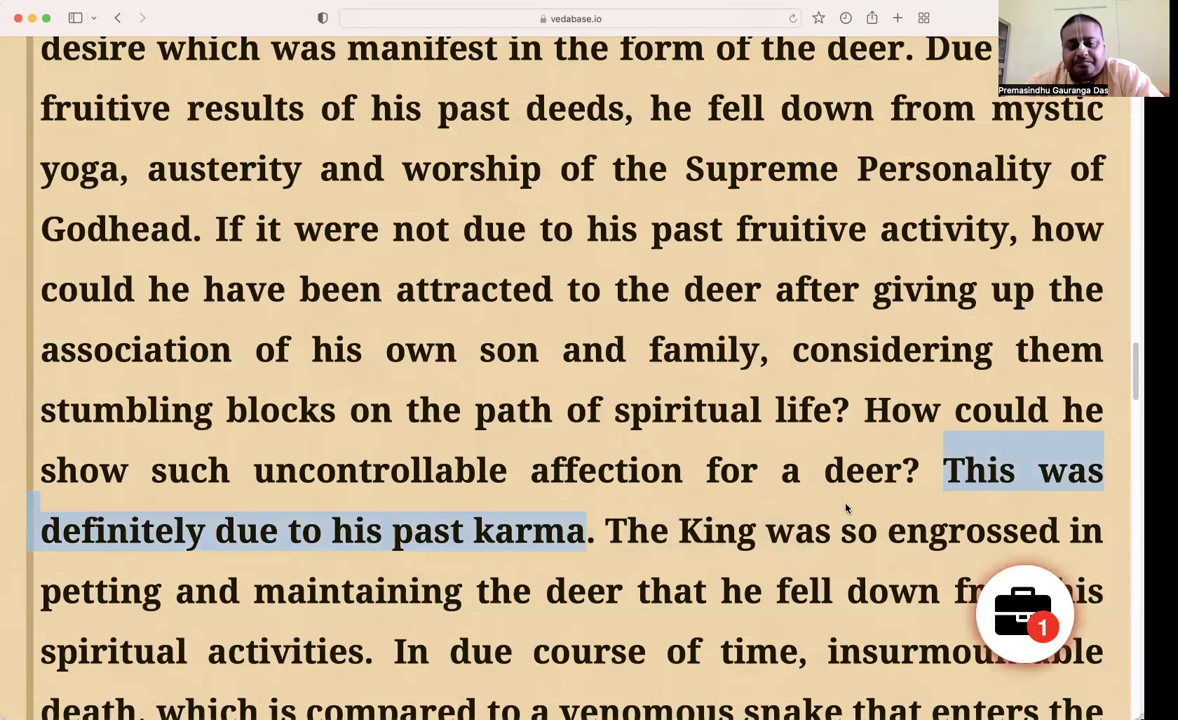 vedabase.io
Premasindhu Gauranga Das
desire which was manifest in the form of the deer. Due
fruitive results of his past deeds, he fell down from mystic
yoga, austerity and worship of the Supreme Personality of
Godhead. If it were not due to his past fruitive activity, how
could he have been attracted to the deer after giving up the
association of his own son and family, considering them
stumbling blocks on the path of spiritual life? How could he
show such uncontrollable affection for a deer? This was
definitely due to his past karma. The King was so engrossed in
petting and maintaining the deer that he fell down his
spiritual activities. In due course of time,
death, which is compared to a venomous snake that enters the
1